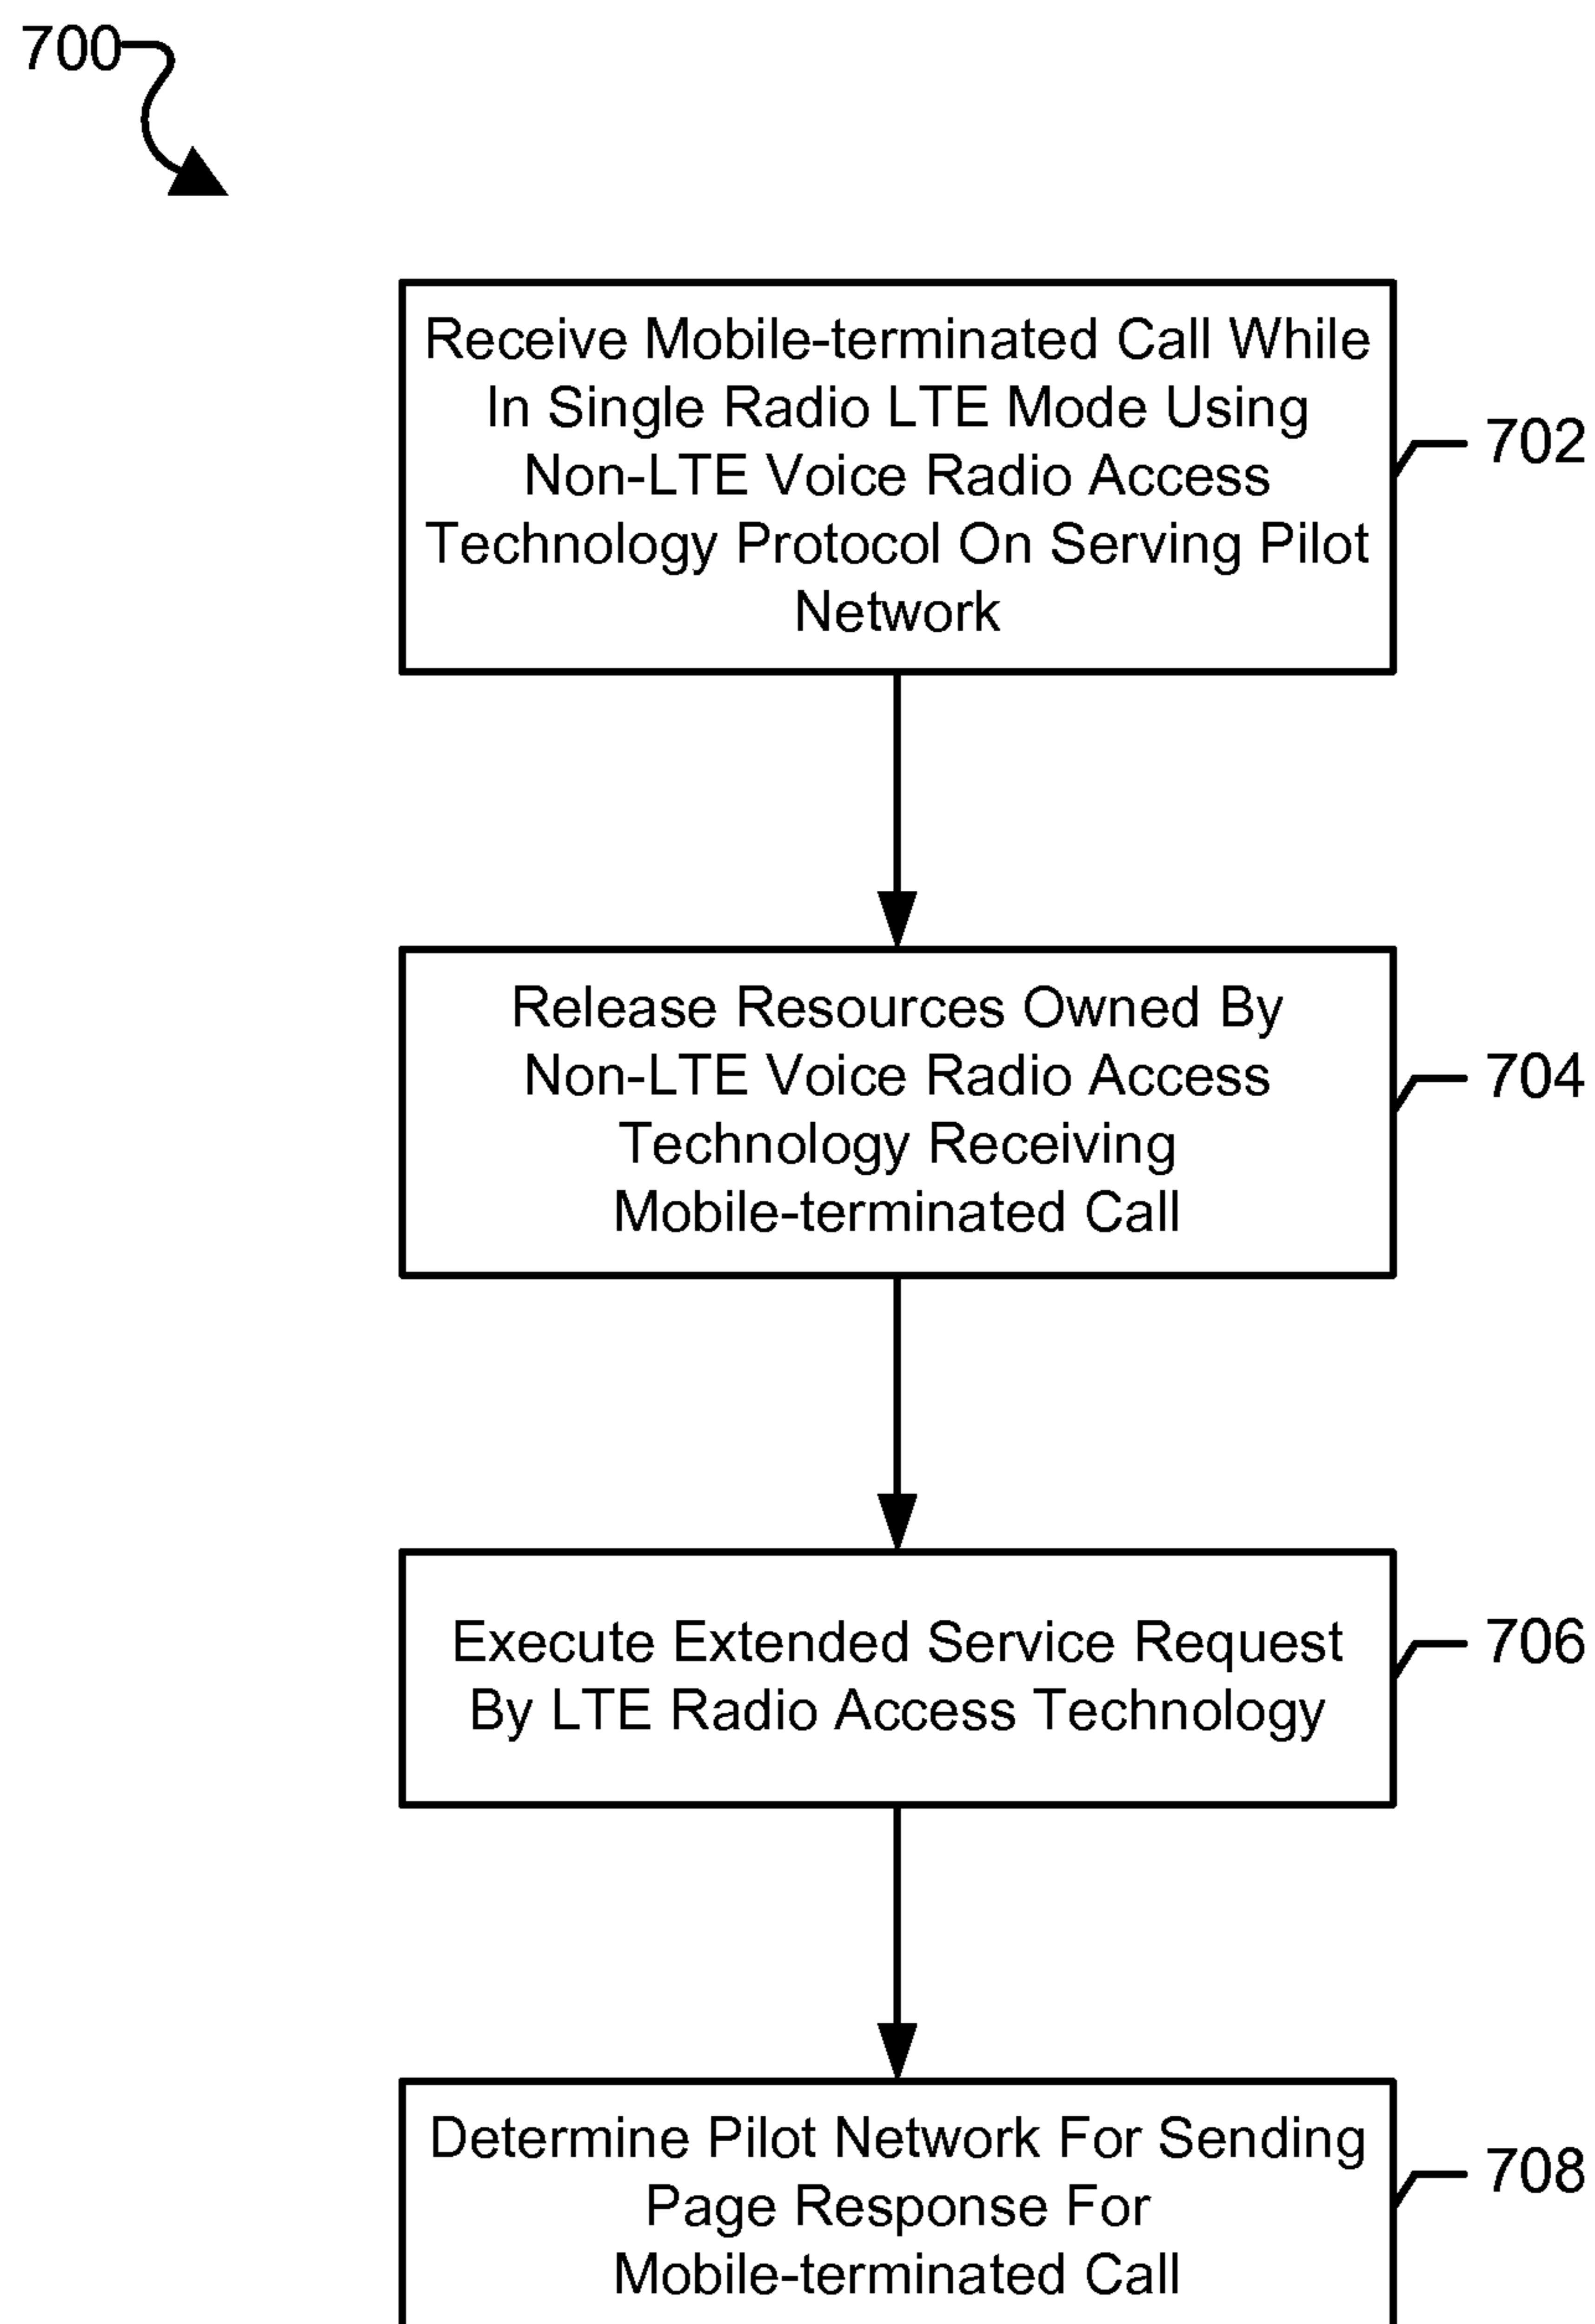 700
Receive Mobile-terminated Call While
In Single Radio LTE Mode Using
Non-LTE Voice Radio Access
Technology Protocol On Serving Pilot
Network
702
Release Resources Owned By
Non-LTE Voice Radio Access
Technology Receiving
Mobile-terminated Call
704
Execute Extended Service Request
By LTE Radio Access Technology
706
Determine Pilot Network For Sending
Page Response For
Mobile-terminated Call
708